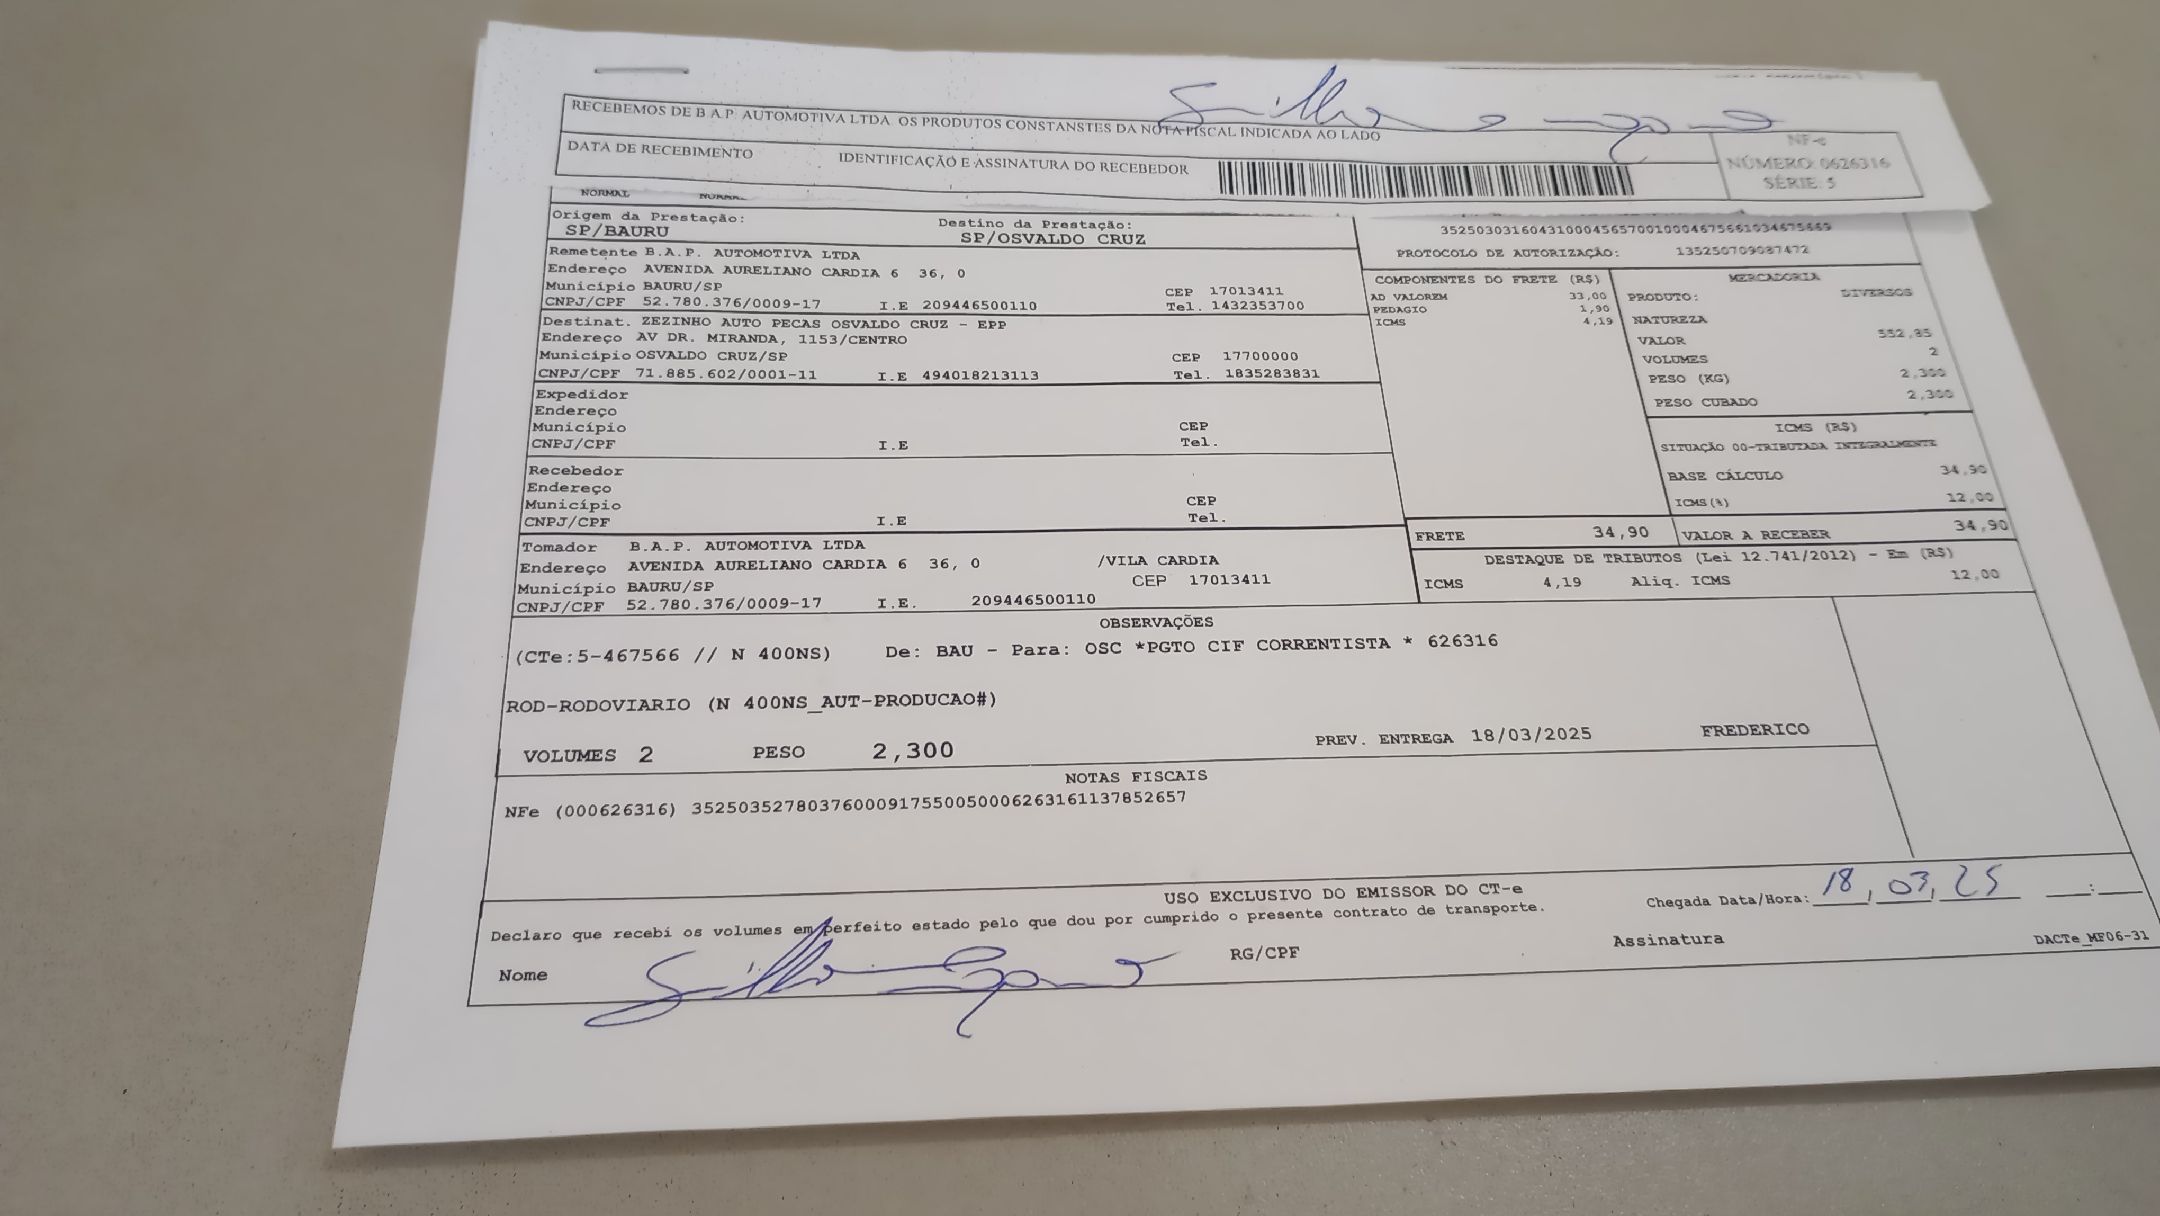 RECEBEMOS DE B A.P. AUTOMOTIVA LTDA. OS PRODUTOS CONSTANSTES DA NOTA FISCAL INDICADA AO LADO
DATA DE RECEBIMENTO IDENTIFICAÇÃO E ASSINATURA DO RECEBEDOR
NF-e
NÚMERO: 0626316
SÉRIE: 5
NORMAL
Origem da Prestação: Destino da Prestação:
SP/BAURU SP/OSVALDO CRUZ
Remetente B.A.P. AUTOMOTIVA LTDA
Endereço AVENIDA AURELIANO CARDIA 6 36, 0
Município BAURU/SP CEP 17013411
CNPJ/CPF 52.780.376/0009-17 I.E 209446500110 Tel. 1432353700
Destinat. ZEZINHO AUTO PECAS OSVALDO CRUZ - EPP
Endereço AV DR. MIRANDA, 1153/CENTRO
Município OSVALDO CRUZ/SP CEP 17700000
CNPJ/CPF 71.885.602/0001-11 I.E 494018213113 Tel. 1835283831
Expedidor
Endereço
Município CEP
CNPJ/CPF I.E Tel.
Recebedor
Endereço
Município CEP
CNPJ/CPF I.E Tel.
Tomador B.A.P. AUTOMOTIVA LTDA
Endereço AVENIDA AURELIANO CARDIA 6 36, 0 /VILA CARDIA
Município BAURU/SP CEP 17013411
CNPJ/CPF 52.780.376/0009-17 I.E. 209446500110
PROTOCOLO DE AUTORIZAÇÃO: 135250709087472
COMPONENTES DO FRETE (R$)
AD VALOREM 33,00
PEDAGIO 1,90
ICMS 4,19
MERCADORIA
PRODUTO: DIVERSOS
NATUREZA
VALOR 552,85
VOLUMES 2
PESO (KG) 2,300
PESO CUBADO 2,300
ICMS (R$)
SITUAÇÃO 00-TRIBUTADA INTEGRALMENTE
BASE CÁLCULO 34,90
ICMS(%) 12,00
FRETE 34,90 VALOR A RECEBER 34,90
DESTAQUE DE TRIBUTOS (Lei 12.741/2012) - Em (R$)
ICMS 4,19 Aliq. ICMS 12,00
OBSERVAÇÕES
(CTe:5-467566 // N 400NS) De: BAU - Para: OSC *PGTO CIF CORRENTISTA * 626316
ROD-RODOVIARIO (N 400NS_AUT-PRODUCAO#)
VOLUMES 2 PESO 2,300 PREV. ENTREGA 18/03/2025 FREDERICO
NOTAS FISCAIS
NFe (000626316) 35250352780376000917550050006263161137852657
USO EXCLUSIVO DO EMISSOR DO CT-e
Declaro que recebi os volumes em perfeito estado pelo que dou por cumprido o presente contrato de transporte.
Chegada Data/Hora: 18,03,25 __:__
Nome RG/CPF Assinatura DACTe_MF06-31